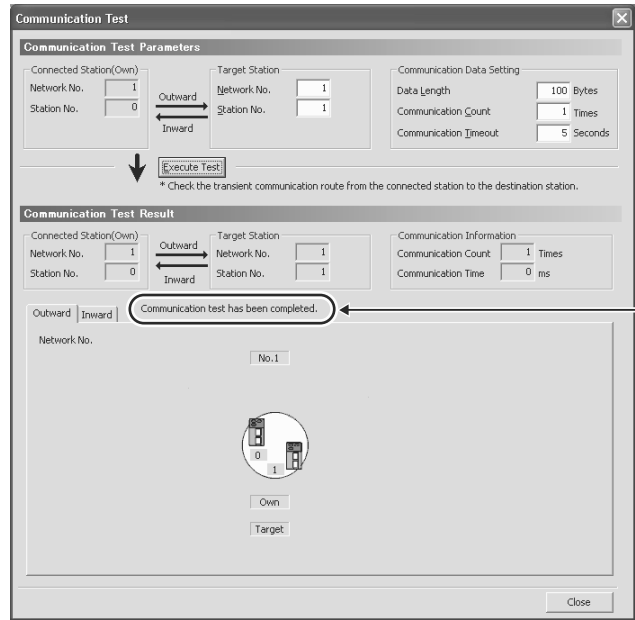 Communication Test
Communication Test Parameters
Connected Station(Own)
Network No. 1
Station No. 0
Outward
Inward
Target Station
Network No. 1
Station No. 1
Communication Data Setting
Data Length 100 Bytes
Communication Count 1 Times
Communication Timeout 5 Seconds
Execute Test
* Check the transient communication route from the connected station to the destination station.
Communication Test Result
Connected Station(Own)
Network No. 1
Station No. 0
Outward
Inward
Target Station
Network No. 1
Station No. 1
Communication Information
Communication Count 1 Times
Communication Time 0 ms
Outward Inward
Communication test has been completed.
Network No.
No.1
0
1
Own
Target
Close